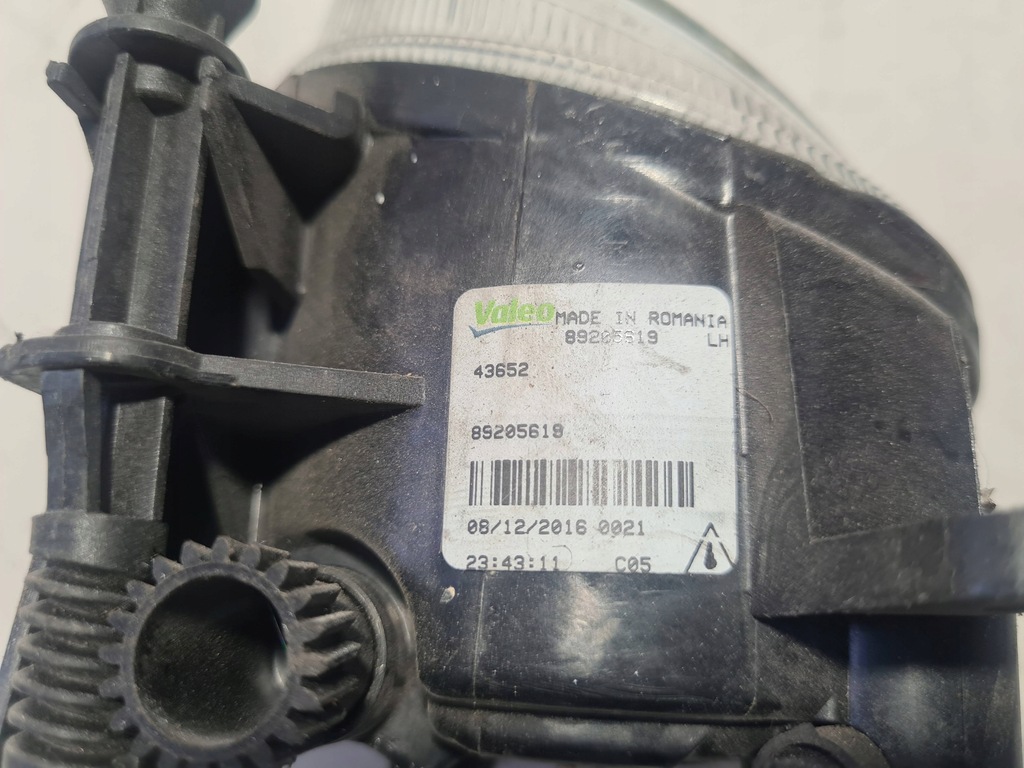 Valeo MADE IN ROMANIA
89205619 LH
43652
89205619
08/12/2016 0021
23:43:11 C05